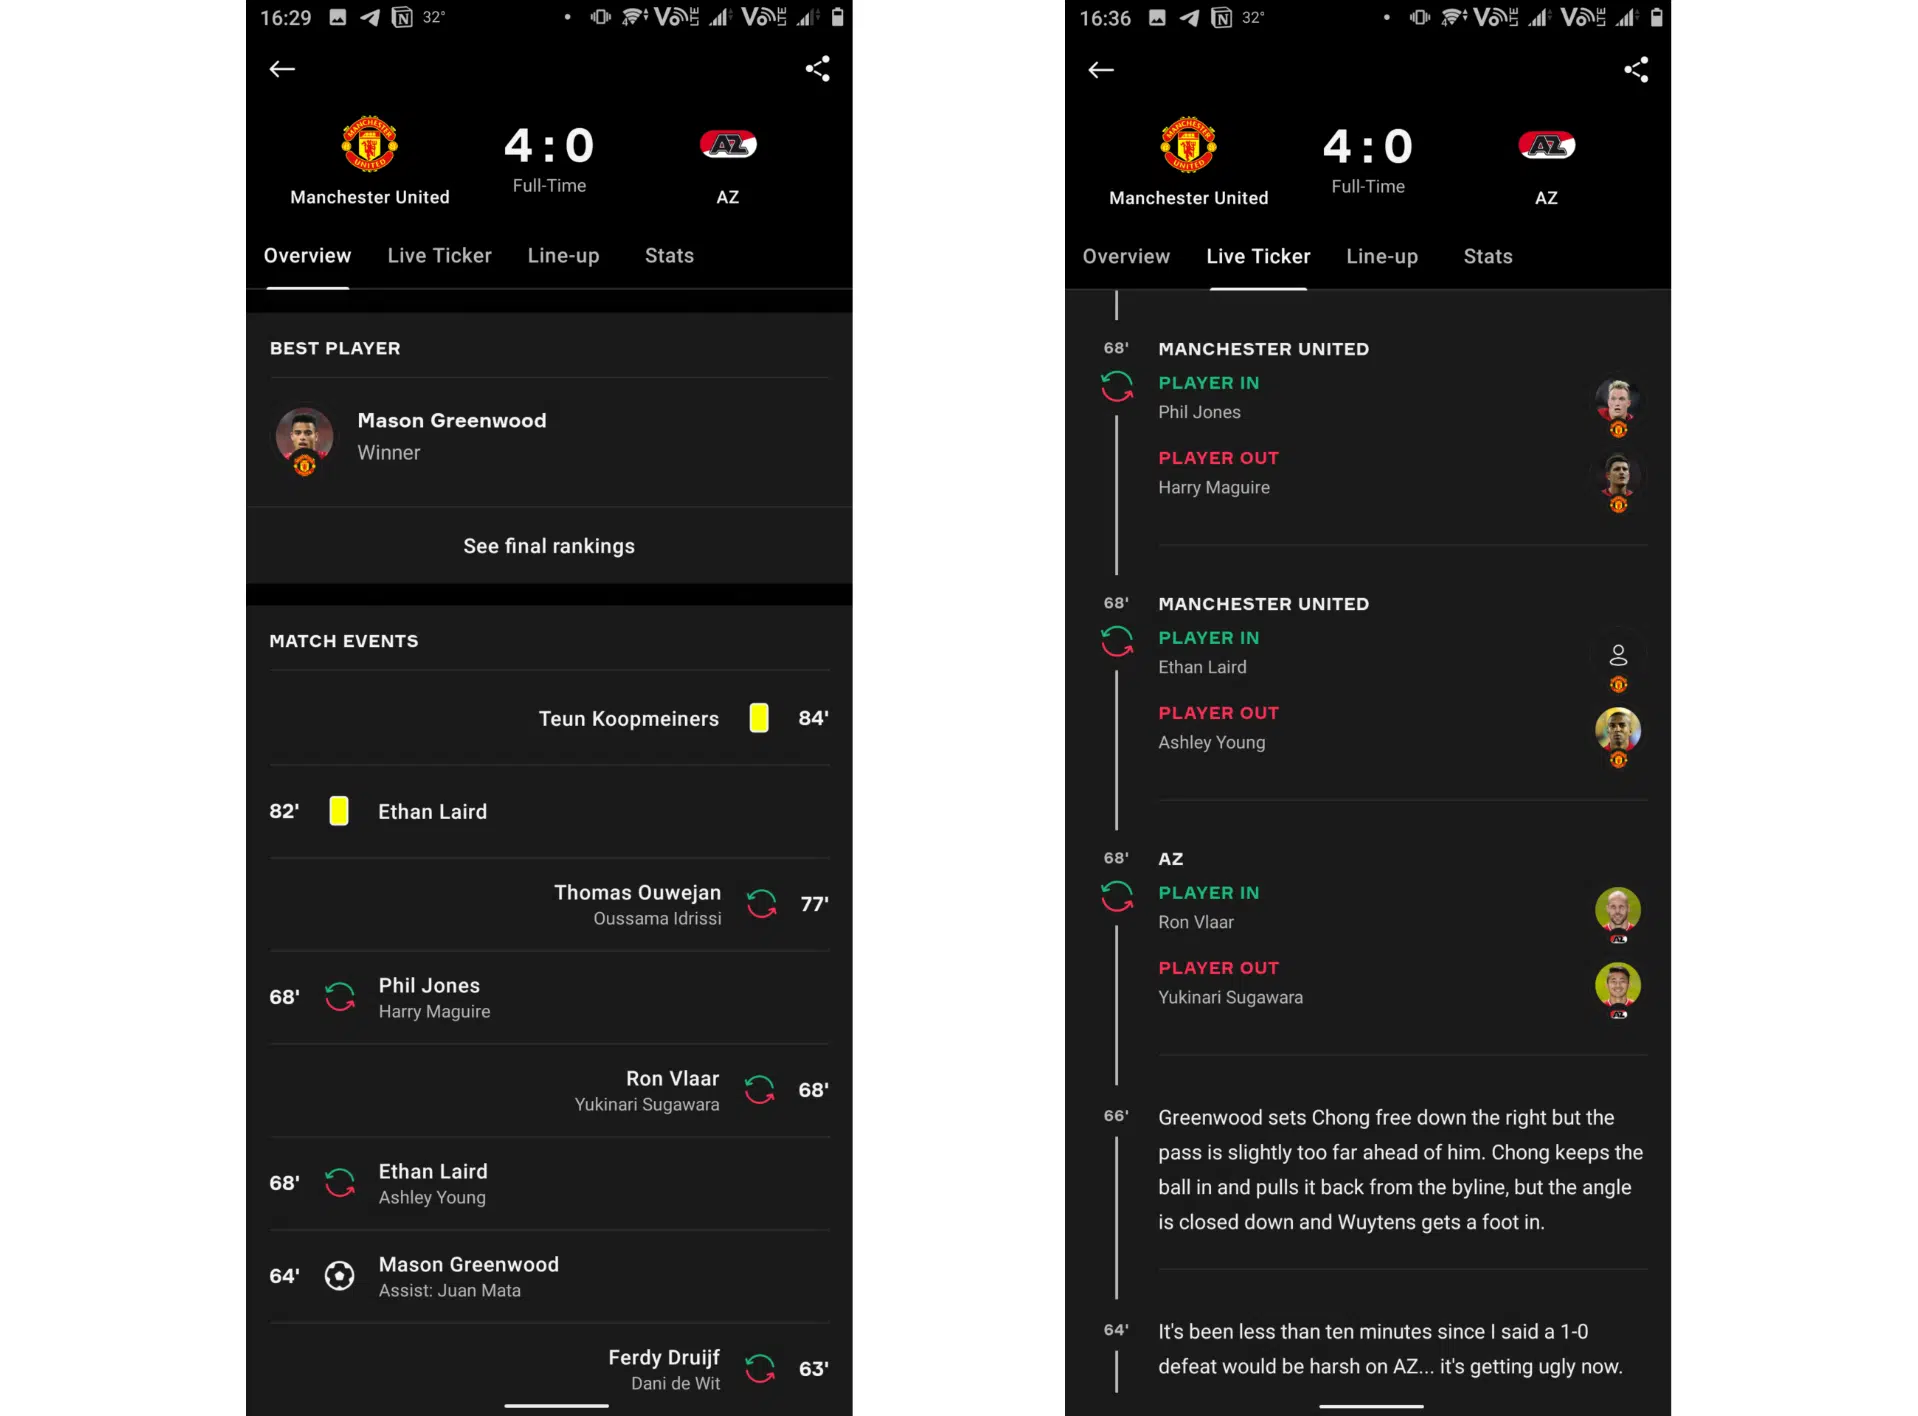 16:29 32°
VoLTE VoLTE
4 : 0
Full-Time
Manchester United
AZ
Overview Live Ticker Line-up Stats
BEST PLAYER
Mason Greenwood
Winner
See final rankings
MATCH EVENTS
Teun Koopmeiners 84'
82' Ethan Laird
Thomas Ouwejan 77'
Oussama Idrissi
68' Phil Jones
Harry Maguire
Ron Vlaar 68'
Yukinari Sugawara
68' Ethan Laird
Ashley Young
64' Mason Greenwood
Assist: Juan Mata
Ferdy Druijf 63'
Dani de Wit
16:36 32°
VoLTE VoLTE
4 : 0
Full-Time
Manchester United
AZ
Overview Live Ticker Line-up Stats
68' MANCHESTER UNITED
PLAYER IN
Phil Jones
PLAYER OUT
Harry Maguire
68' MANCHESTER UNITED
PLAYER IN
Ethan Laird
PLAYER OUT
Ashley Young
68' AZ
PLAYER IN
Ron Vlaar
PLAYER OUT
Yukinari Sugawara
66' Greenwood sets Chong free down the right but the
pass is slightly too far ahead of him. Chong keeps the
ball in and pulls it back from the byline, but the angle
is closed down and Wuytens gets a foot in.
64' It's been less than ten minutes since I said a 1-0
defeat would be harsh on AZ... it's getting ugly now.